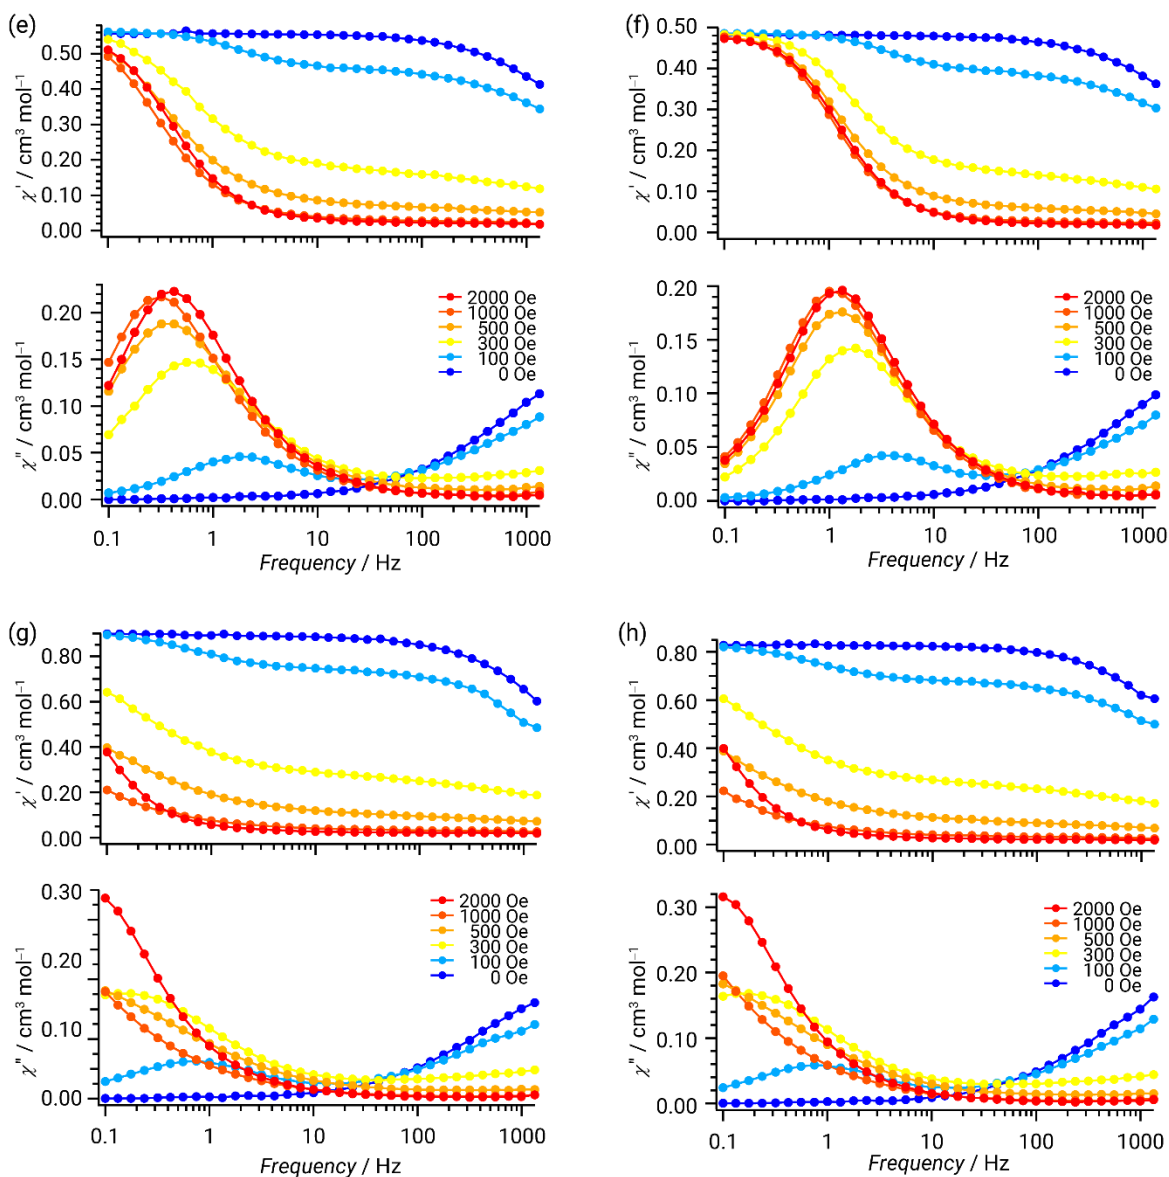 (e)
0.50
0.40
0.30
0.20
0.10
0.00
χ' / cm³ mol⁻¹
0.20
0.15
0.10
0.05
0.00
χ" / cm³ mol⁻¹
2000 Oe
1000 Oe
500 Oe
300 Oe
100 Oe
0 Oe
0.1 1 10 100 1000
Frequency / Hz
(f)
0.50
0.40
0.30
0.20
0.10
0.00
χ' / cm³ mol⁻¹
0.20
0.15
0.10
0.05
0.00
χ" / cm³ mol⁻¹
2000 Oe
1000 Oe
500 Oe
300 Oe
100 Oe
0 Oe
0.1 1 10 100 1000
Frequency / Hz
(g)
0.80
0.60
0.40
0.20
0.00
χ' / cm³ mol⁻¹
0.30
0.20
0.10
0.00
χ" / cm³ mol⁻¹
2000 Oe
1000 Oe
500 Oe
300 Oe
100 Oe
0 Oe
0.1 1 10 100 1000
Frequency / Hz
(h)
0.80
0.60
0.40
0.20
0.00
χ' / cm³ mol⁻¹
0.30
0.20
0.10
0.00
χ" / cm³ mol⁻¹
2000 Oe
1000 Oe
500 Oe
300 Oe
100 Oe
0 Oe
0.1 1 10 100 1000
Frequency / Hz